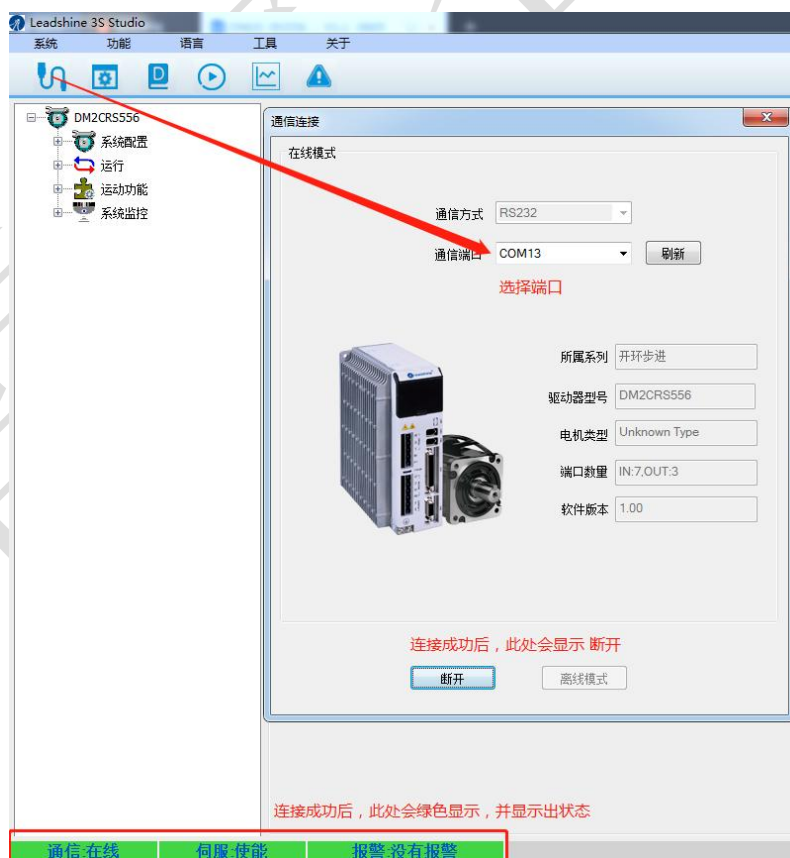 Leadshine 3S Studio
系统 功能 语言 工具 关于
DM2CRS556
系统配置
运行
运动功能
系统监控
通信连接
在线模式
通信方式 RS232
通信端口 COM13 刷新
选择端口
所属系列 开环步进
驱动器型号 DM2CRS556
电机类型 Unknown Type
端口数量 IN:7,OUT:3
软件版本 1.00
连接成功后，此处会显示 断开
断开 离线模式
连接成功后，此处会绿色显示，并显示出状态
通信:在线 伺服:使能 报警:没有报警